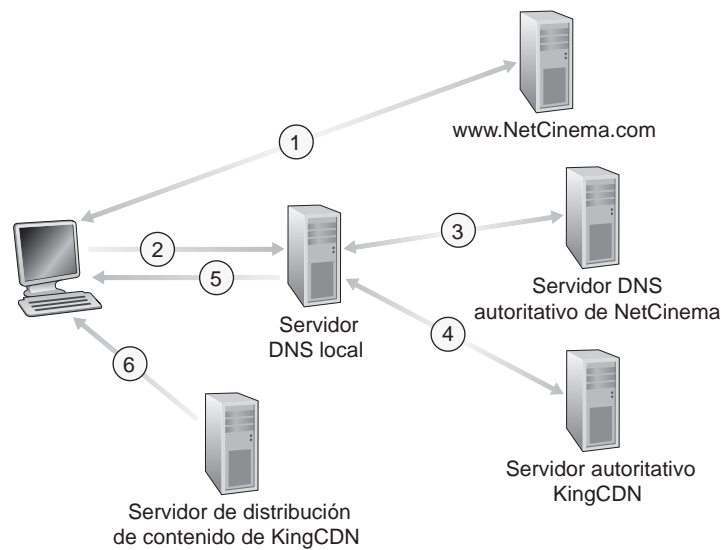 www.NetCinema.com
1
2
3
5
Servidor DNS
autoritativo de NetCinema
Servidor
DNS local
4
6
Servidor autoritativo
KingCDN
Servidor de distribución
de contenido de KingCDN